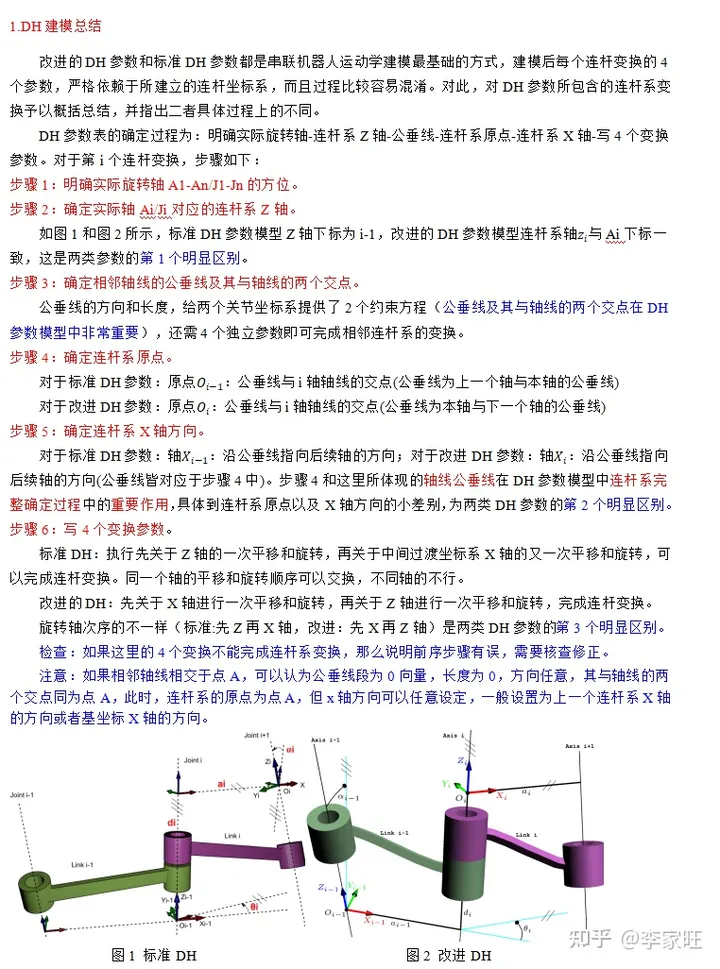 1.DH 建模总结
改进的 DH 参数和标准 DH 参数都是串联机器人运动学建模最基础的方式，建模后每个连杆变换的 4
个参数，严格依赖于所建立的连杆坐标系，而且过程比较容易混淆。对此，对 DH 参数所包含的连杆系变
换予以概括总结，并指出二者具体过程上的不同。
DH 参数表的确定过程为：明确实际旋转轴-连杆系 Z 轴-公垂线-连杆系原点-连杆系 X 轴-写 4 个变换
参数。对于第 i 个连杆变换，步骤如下：
步骤 1：明确实际旋转轴 A1-An/J1-Jn 的方位。
步骤 2：确定实际轴 Ai/Ji 对应的连杆系 Z 轴。
如图 1 和图 2 所示，标准 DH 参数模型 Z 轴下标为 i-1，改进的 DH 参数模型连杆系轴zᵢ与 Ai 下标一
致，这是两类参数的第 1 个明显区别。
步骤 3：确定相邻轴线的公垂线及其与轴线的两个交点。
公垂线的方向和长度，给两个关节坐标系提供了 2 个约束方程（公垂线及其与轴线的两个交点在 DH
参数模型中非常重要），还需 4 个独立参数即可完成相邻连杆系的变换。
步骤 4：确定连杆系原点。
对于标准 DH 参数：原点Oᵢ₋₁：公垂线与 i 轴轴线的交点(公垂线为上一个轴与本轴的公垂线)
对于改进 DH 参数：原点Oᵢ：公垂线与 i 轴轴线的交点(公垂线为本轴与下一个轴的公垂线)
步骤 5：确定连杆系 X 轴方向。
对于标准 DH 参数：轴Xᵢ₋₁：沿公垂线指向后续轴的方向；对于改进 DH 参数：轴Xᵢ：沿公垂线指向
后续轴的方向(公垂线皆对应于步骤 4 中)。步骤 4 和这里所体现的轴线公垂线在 DH 参数模型中连杆系完
整确定过程中的重要作用，具体到连杆系原点以及 X 轴方向的小差别，为两类 DH 参数的第 2 个明显区别。
步骤 6：写 4 个变换参数。
标准 DH：执行先关于 Z 轴的一次平移和旋转，再关于中间过渡坐标系 X 轴的又一次平移和旋转，可
以完成连杆变换。同一个轴的平移和旋转顺序可以交换，不同轴的不行。
改进的 DH：先关于 X 轴进行一次平移和旋转，再关于 Z 轴进行一次平移和旋转，完成连杆变换。
旋转轴次序的不一样（标准:先 Z 再 X 轴，改进：先 X 再 Z 轴）是两类 DH 参数的第 3 个明显区别。
检查：如果这里的 4 个变换不能完成连杆系变换，那么说明前序步骤有误，需要核查修正。
注意：如果相邻轴线相交于点 A，可以认为公垂线段为 0 向量，长度为 0，方向任意，其与轴线的两
个交点同为点 A，此时，连杆系的原点为点 A，但 x 轴方向可以任意设定，一般设置为上一个连杆系 X 轴
的方向或者基坐标 X 轴的方向。
Joint i-1
Joint i
Joint i+1
αi
Zi
ai
Yi
Oi
X
di
Link i
Link i-1
Yi-1
Zi-1
θi
Oi-1
Xi-1
图 1 标准 DH
Axis i-1
Axis i
Axis i+1
Zᵢ
Yᵢ
Oᵢ
Xᵢ
aᵢ
αᵢ₋₁
Link i-1
Link i
Zᵢ₋₁
Yᵢ₋₁
Oᵢ₋₁
Xᵢ₋₁
aᵢ₋₁
dᵢ
θᵢ
图 2 改进 DH
知乎 @李家旺